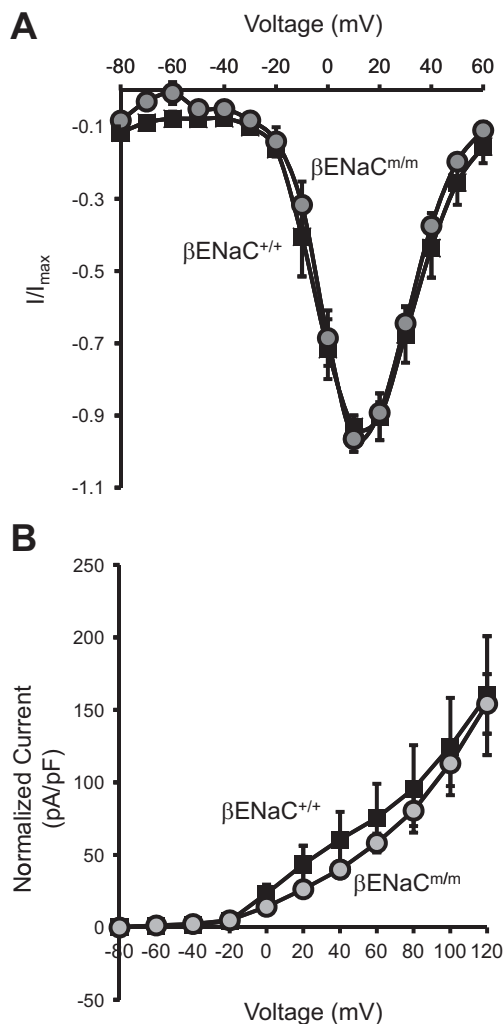 A
Voltage (mV)
-80 -60 -40 -20 0 20 40 60
-0.1
-0.3
-0.5
-0.7
-0.9
-1.1
I/Imax
βENaCm/m
βENaC+/+
B
250
200
150
100
50
0
-50
Normalized Current
(pA/pF)
βENaC+/+
βENaCm/m
-80 -60 -40 -20 0 20 40 60 80 100 120
Voltage (mV)